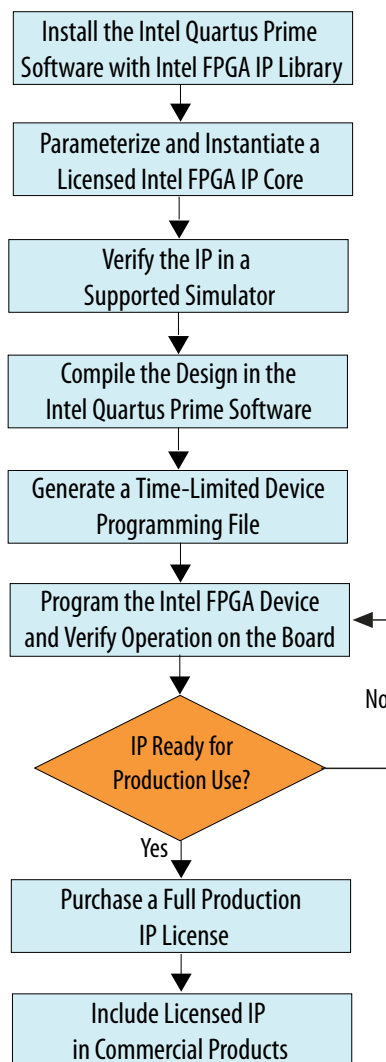 Install the Intel Quartus Prime
Software with Intel FPGA IP Library
Parameterize and Instantiate a
Licensed Intel FPGA IP Core
Verify the IP in a
Supported Simulator
Compile the Design in the
Intel Quartus Prime Software
Generate a Time-Limited Device
Programming File
Program the Intel FPGA Device
and Verify Operation on the Board
No
IP Ready for
Production Use?
Yes
Purchase a Full Production
IP License
Include Licensed IP
in Commercial Products